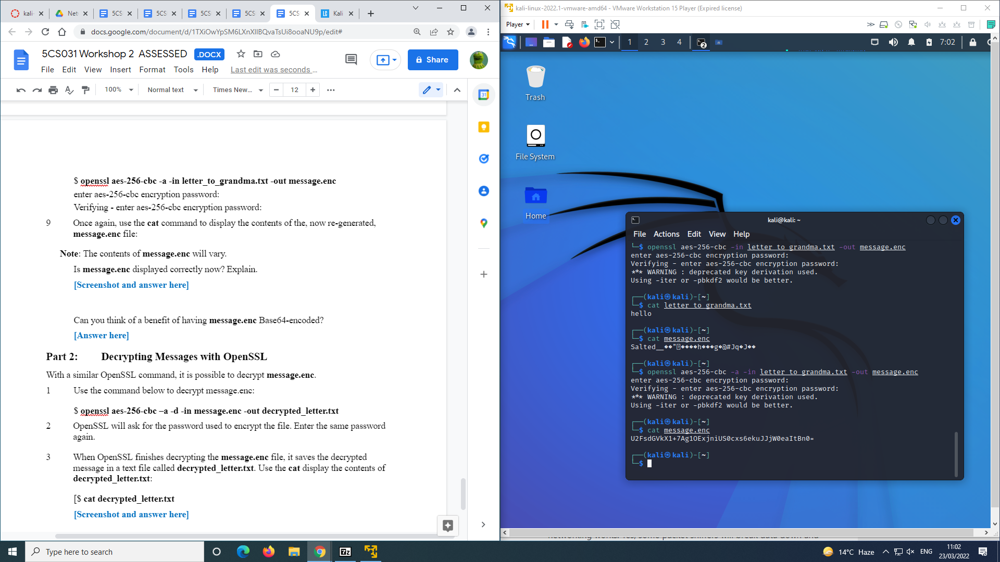 kali-
Net
5CS
5CS
5CS
5CS
5CS
Kali
docs.google.com/document/d/1TXiOwYpSM6LXnXlIBQvaTsUi8ooaNU9p/edit#
5CS031 Workshop 2 ASSESSED
.DOCX
Share
File Edit View Insert Format Tools Help Last edit was seconds ...
100% Normal text Times New... 12
31
$ openssl aes-256-cbc -a -in letter_to_grandma.txt -out message.enc
enter aes-256-cbc encryption password:
Verifying - enter aes-256-cbc encryption password:
9 Once again, use the cat command to display the contents of the, now re-generated,
message.enc file:
Note: The contents of message.enc will vary.
Is message.enc displayed correctly now? Explain.
[Screenshot and answer here]
Can you think of a benefit of having message.enc Base64-encoded?
[Answer here]
Part 2: Decrypting Messages with OpenSSL
With a similar OpenSSL command, it is possible to decrypt message.enc.
1 Use the command below to decrypt message.enc:
$ openssl aes-256-cbc –a -d -in message.enc -out decrypted_letter.txt
2 OpenSSL will ask for the password used to encrypt the file. Enter the same password
again.
3 When OpenSSL finishes decrypting the message.enc file, it saves the decrypted
message in a text file called decrypted_letter.txt. Use the cat display the contents of
decrypted_letter.txt:
[$ cat decrypted_letter.txt
[Screenshot and answer here]
kali-linux-2022.1-vmware-amd64 - VMware Workstation 15 Player (Expired license)
Player
1 2 3 4 2 7:02
Trash
File System
Home
kali@kali: ~
File Actions Edit View Help
└─$ openssl aes-256-cbc -in letter_to_grandma.txt -out message.enc
enter aes-256-cbc encryption password:
Verifying - enter aes-256-cbc encryption password:
*** WARNING : deprecated key derivation used.
Using -iter or -pbkdf2 would be better.
┌──(kali㉿kali)-[~]
└─$ cat letter_to_grandma.txt
hello
┌──(kali㉿kali)-[~]
└─$ cat message.enc
Salted__��"�����h���g�@#Jq�J��
┌──(kali㉿kali)-[~]
└─$ openssl aes-256-cbc -a -in letter_to_grandma.txt -out message.enc
enter aes-256-cbc encryption password:
Verifying - enter aes-256-cbc encryption password:
*** WARNING : deprecated key derivation used.
Using -iter or -pbkdf2 would be better.
┌──(kali㉿kali)-[~]
└─$ cat message.enc
U2FsdGVkX1+7Ag1OExjniUS0cxs6ekuJJjW0eaItBn0=
┌──(kali㉿kali)-[~]
└─$
Type here to search
7z
14°C Haze
ENG
11:02
23/03/2022